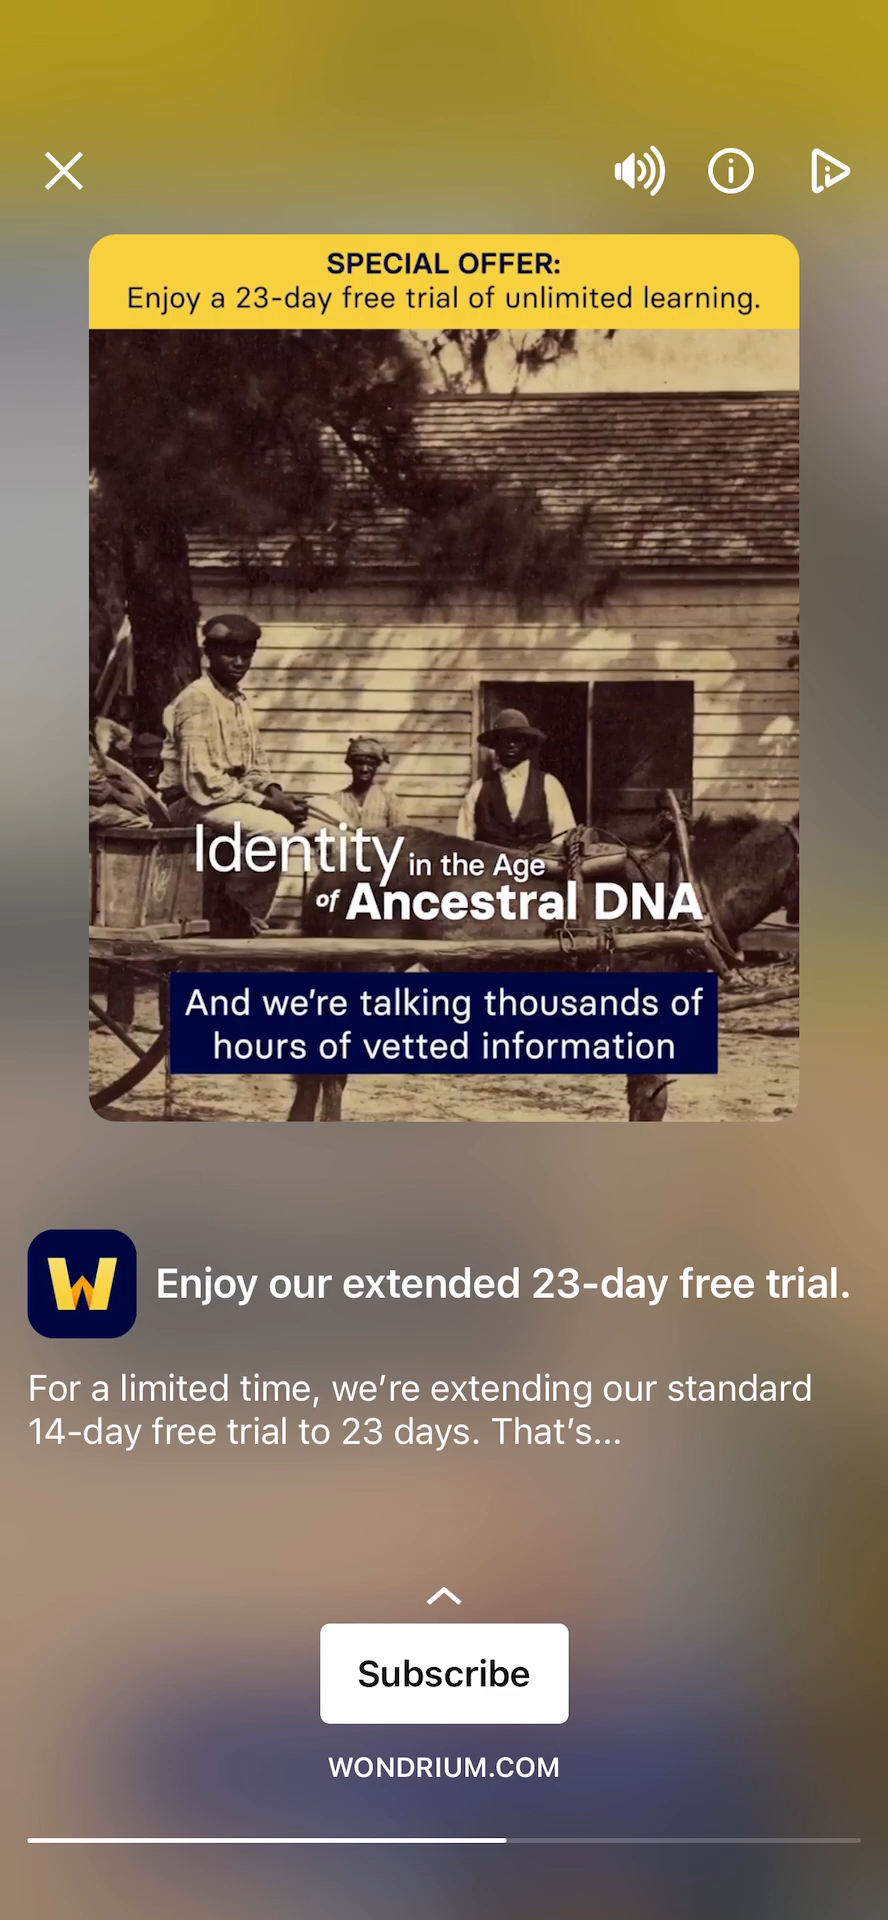 SPECIAL OFFER:
Enjoy a 23-day free trial of unlimited learning.
Identity in the Age
of Ancestral DNA
And we're talking thousands of
hours of vetted information
W
Enjoy our extended 23-day free trial.
For a limited time, we're extending our standard
14-day free trial to 23 days. That's...
Subscribe
WONDRIUM.COM